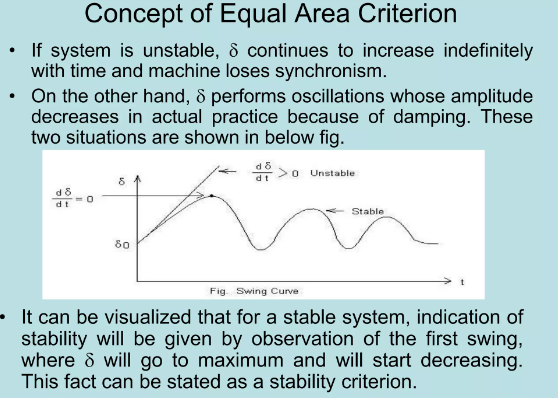 Concept of Equal Area Criterion
• If system is unstable, δ continues to increase indefinitely
with time and machine loses synchronism.
• On the other hand, δ performs oscillations whose amplitude
decreases in actual practice because of damping. These
two situations are shown in below fig.
dδ/dt > 0 Unstable
δ
dδ/dt = 0
Stable
δ0
t
Fig. Swing Curve
• It can be visualized that for a stable system, indication of
stability will be given by observation of the first swing,
where δ will go to maximum and will start decreasing.
This fact can be stated as a stability criterion.